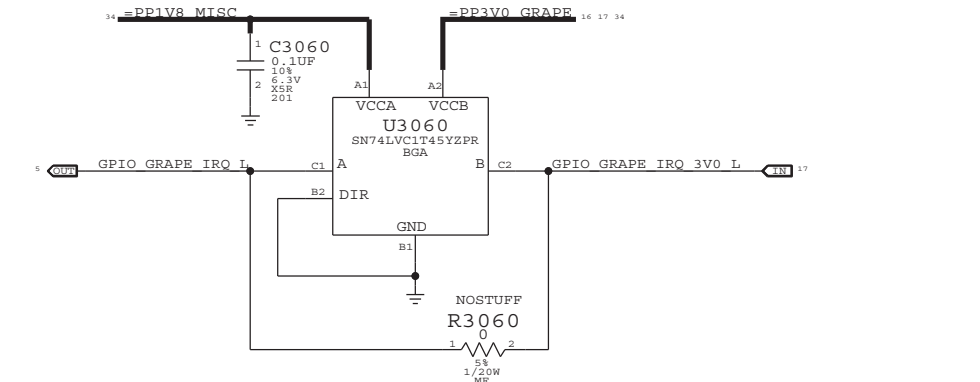 34 =PP1V8_MISC
=PP3V0_GRAPE 16 17 34
1 C3060
0.1UF
10%
6.3V
2 X5R
201
A1 A2
VCCA VCCB
U3060
SN74LVC1T45YZPR
BGA
5 OUT GPIO_GRAPE_IRQ_L C1 A
B C2 GPIO_GRAPE_IRQ_3V0_L IN 17
B2 DIR
GND
B1
NOSTUFF
R3060
0
1 2
5%
1/20W
MF